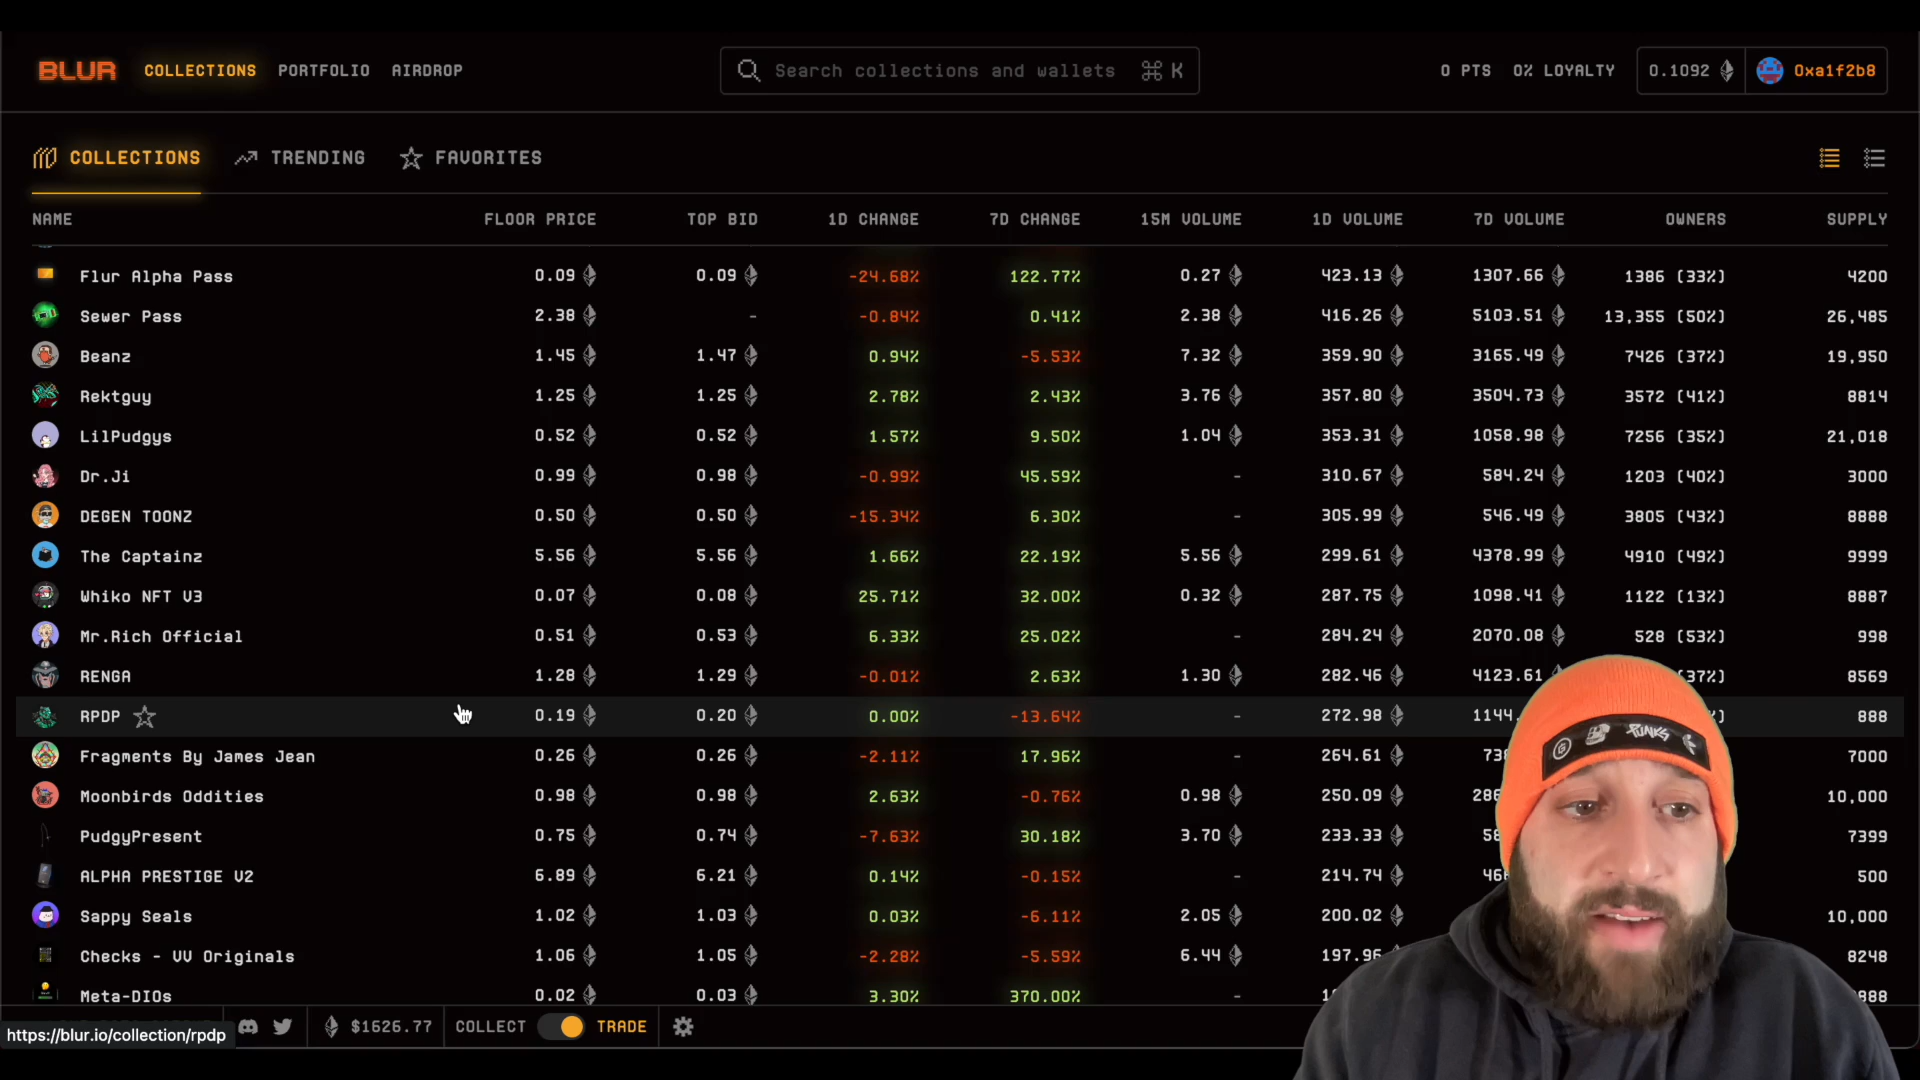 BLUR COLLECTIONS PORTFOLIO AIRDROP Search collections and wallets ⌘ K 0 PTS 0% LOYALTY 0.1092 0xa1f2b8
COLLECTIONS TRENDING FAVORITES
NAME FLOOR PRICE TOP BID 1D CHANGE 7D CHANGE 15M VOLUME 1D VOLUME 7D VOLUME OWNERS SUPPLY
Flur Alpha Pass 0.09 0.09 -24.68% 122.77% 0.27 423.13 1307.66 1386 (33%) 4200
Sewer Pass 2.38 - -0.84% 0.41% 2.38 416.26 5103.51 13,355 (50%) 26,485
Beanz 1.45 1.47 0.94% -5.53% 7.32 359.90 3165.49 7426 (37%) 19,950
Rektguy 1.25 1.25 2.78% 2.43% 3.76 357.80 3504.73 3572 (41%) 8814
LilPudgys 0.52 0.52 1.57% 9.50% 1.04 353.31 1058.98 7256 (35%) 21,018
Dr.Ji 0.99 0.98 -0.99% 45.59% - 310.67 584.24 1203 (40%) 3000
DEGEN TOONZ 0.50 0.50 -15.34% 6.30% - 305.99 546.49 3805 (43%) 8888
The Captainz 5.56 5.56 1.66% 22.19% 5.56 299.61 4378.99 4910 (49%) 9999
Whiko NFT V3 0.07 0.08 25.71% 32.00% 0.32 287.75 1098.41 1122 (13%) 8887
Mr.Rich Official 0.51 0.53 6.33% 25.02% - 284.24 2070.08 528 (53%) 998
RENGA 1.28 1.29 -0.01% 2.63% 1.30 282.46 4123.61 37%) 8569
RPDP 0.19 0.20 0.00% -13.64% - 272.98 1144. 888
Fragments By James Jean 0.26 0.26 -2.11% 17.96% - 264.61 7000
Moonbirds Oddities 0.98 0.98 2.63% -0.76% 0.98 250.09 10,000
PudgyPresent 0.75 0.74 -7.63% 30.18% 3.70 233.33 7399
ALPHA PRESTIGE V2 6.89 6.21 0.14% -0.15% - 214.74 500
Sappy Seals 1.02 1.03 0.03% -6.11% 2.05 200.02 10,000
Checks - VV Originals 1.06 1.05 -2.28% -5.59% 6.44 197.96 8248
Meta-DIOs 0.02 0.03 3.30% 370.00% -
PUNKS
https://blur.io/collection/rpdp $1626.77 COLLECT TRADE